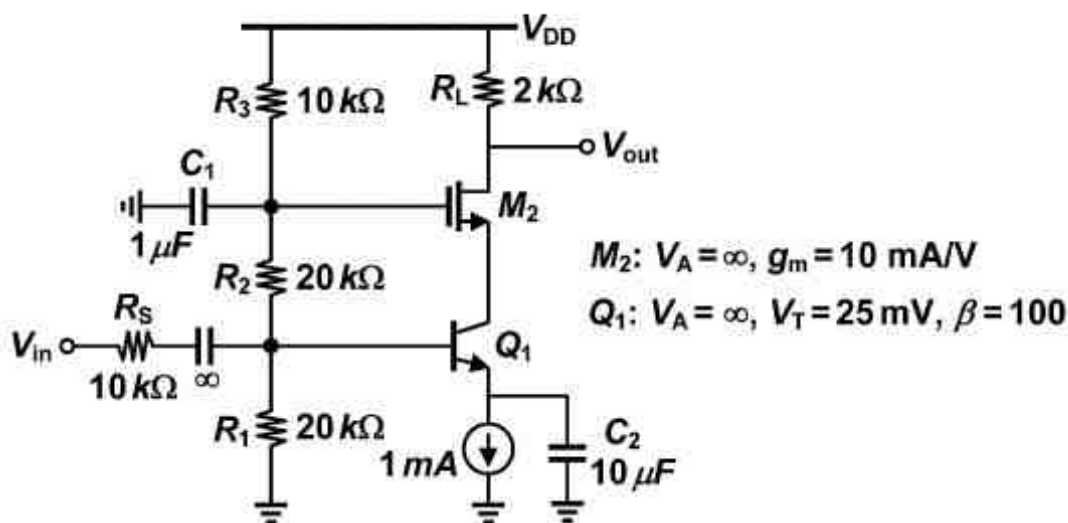 V_DD
R_3 10 kΩ
R_L 2 kΩ
V_out
C_1
1 μF
M_2
R_2 20 kΩ
M_2: V_A = ∞, g_m = 10 mA/V
Q_1: V_A = ∞, V_T = 25 mV, β = 100
R_S
V_in
10 kΩ ∞
Q_1
R_1 20 kΩ
1 mA
C_2
10 μF